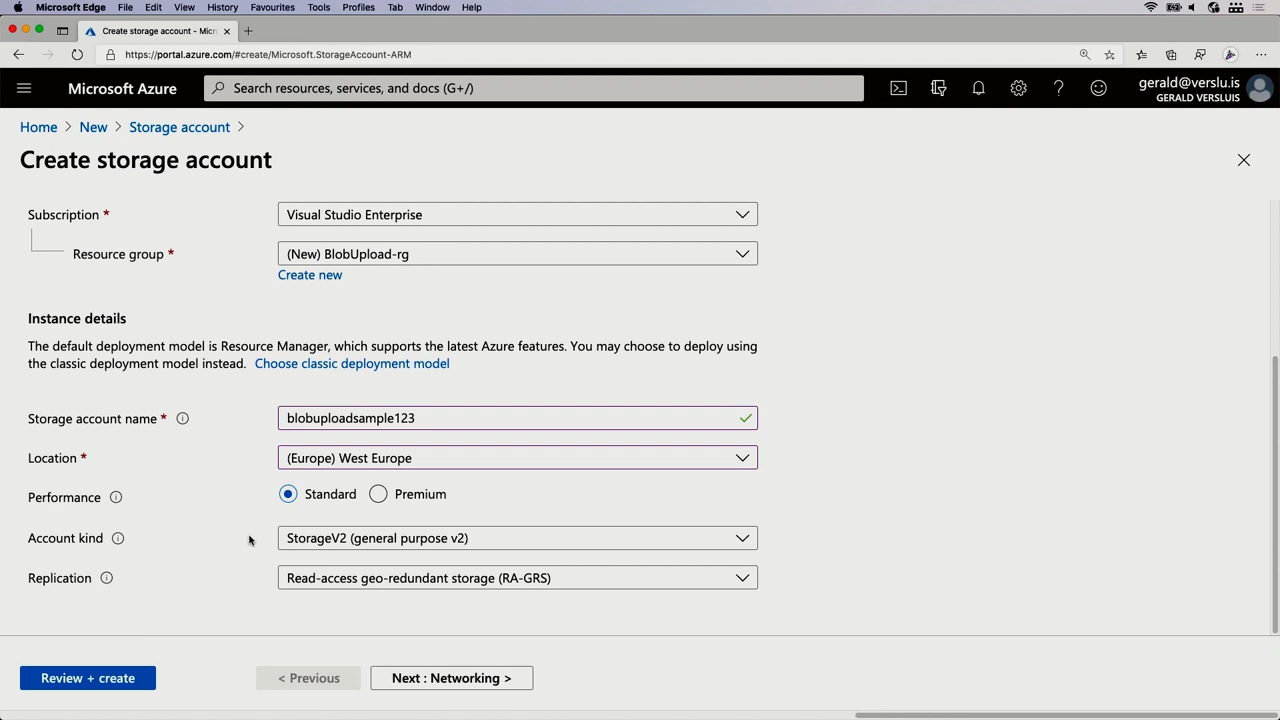 Microsoft Edge File Edit View History Favourites Tools Profiles Tab Window Help
Create storage account - Micr
https://portal.azure.com/#create/Microsoft.StorageAccount-ARM
Microsoft Azure
Search resources, services, and docs (G+/)
gerald@verslu.is
GERALD VERSLUIS
Home > New > Storage account >
Create storage account
Subscription *
Visual Studio Enterprise
Resource group *
(New) BlobUpload-rg
Create new
Instance details
The default deployment model is Resource Manager, which supports the latest Azure features. You may choose to deploy using
the classic deployment model instead. Choose classic deployment model
Storage account name *
blobuploadsample123
Location *
(Europe) West Europe
Performance
Standard Premium
Account kind
StorageV2 (general purpose v2)
Replication
Read-access geo-redundant storage (RA-GRS)
Review + create
< Previous
Next : Networking >